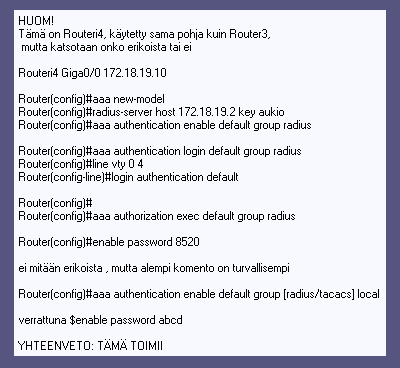 HUOM!
Tämä on Routeri4, käytetty sama pohja kuin Router3,
mutta katsotaan onko erikoista tai ei
Routeri4 Giga0/0 172.18.19.10
Router(config)#aaa new-model
Router(config)#radius-server host 172.18.19.2 key aukio
Router(config)#aaa authentication enable default group radius
Router(config)#aaa authentication login default group radius
Router(config)#line vty 0 4
Router(config-line)#login authentication default
Router(config)#
Router(config)#aaa authorization exec default group radius
Router(config)#enable password 8520
ei mitään erikoista , mutta alempi komento on turvallisempi
Router(config)#aaa authentication enable default group [radius/tacacs] local
verrattuna $enable password abcd
YHTEENVETO: TÄMÄ TOIMII